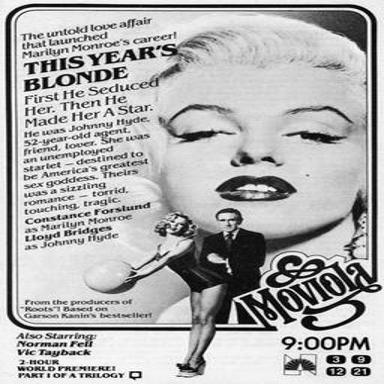 The untold love affair
that launched
Marilyn Monroe's career!
THIS YEAR'S
BLONDE
First He Seduced
Her. Then He
Made Her A Star.
He was Johnny Hyde,
52-year-old agent,
friend, lover. She was
an unemployed
starlet – destined to
be America's greatest
sex goddess. Theirs
was a sizzling
romance – torrid,
touching, tragic.
Constance Forslund
as Marilyn Monroe
Lloyd Bridges
as Johnny Hyde
From the producers of
"Roots"! Based on
Garson Kanin's bestseller!
Moviola
Also Starring:
Norman Fell
Vic Tayback
2-HOUR
WORLD PREMIERE!
PART 1 OF A TRILOGY
9:00PM
3 9
12 21